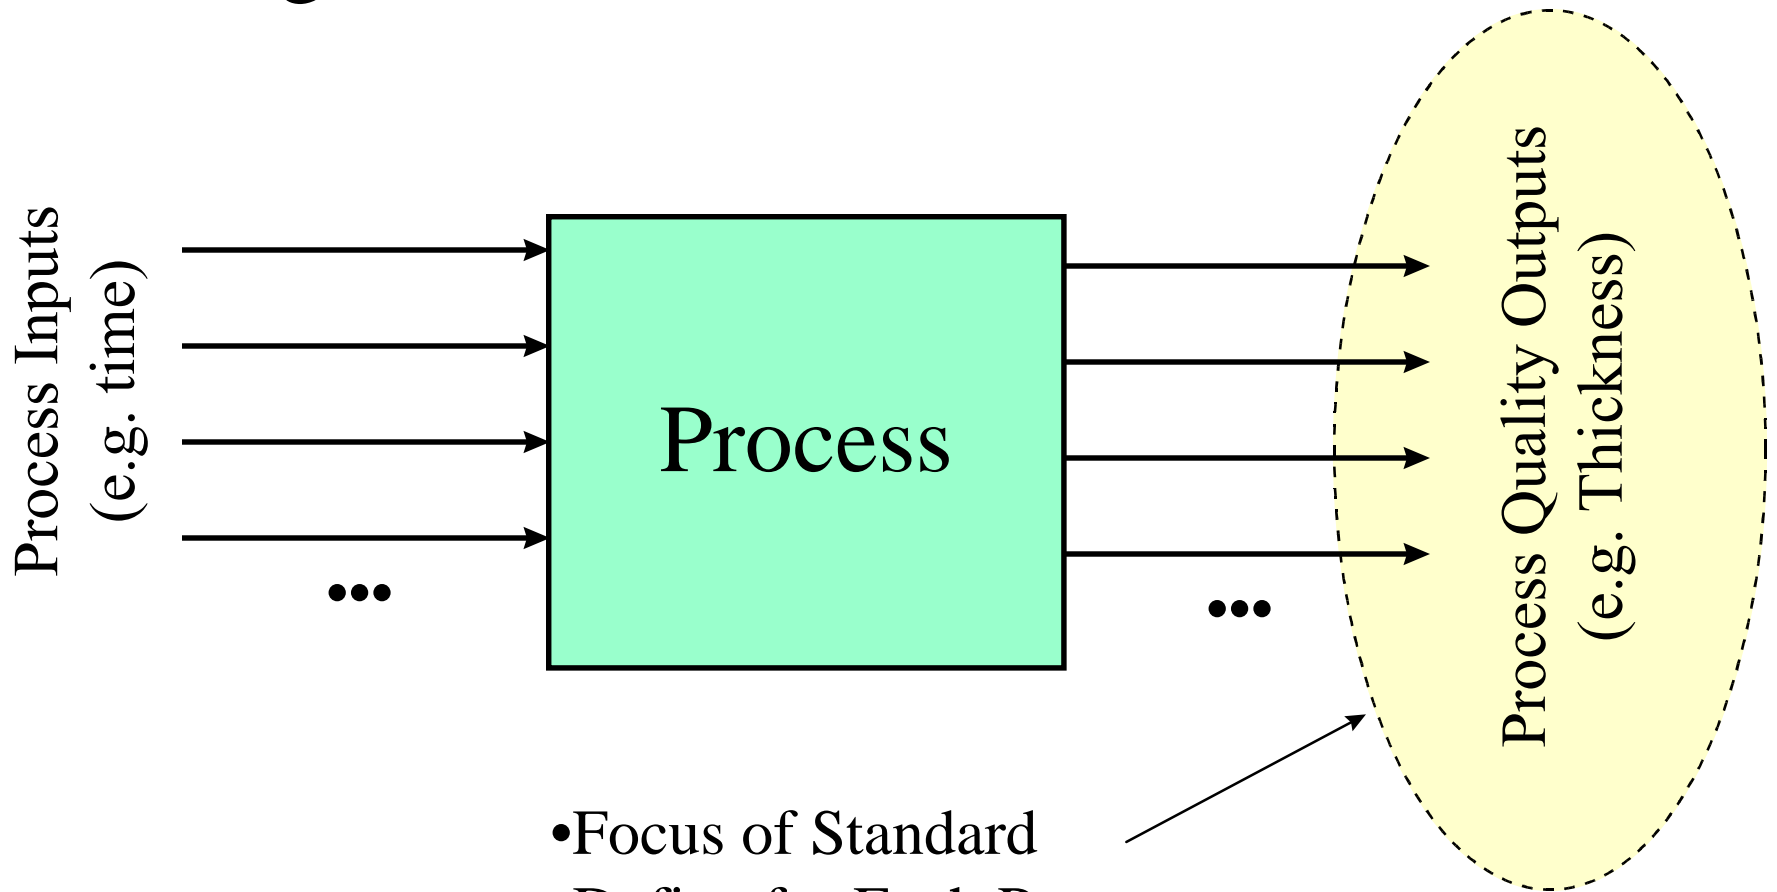 Process Inputs
(e.g. time)
Process
Process Quality Outputs
(e.g. Thickness)
•••
•••
•Focus of Standard